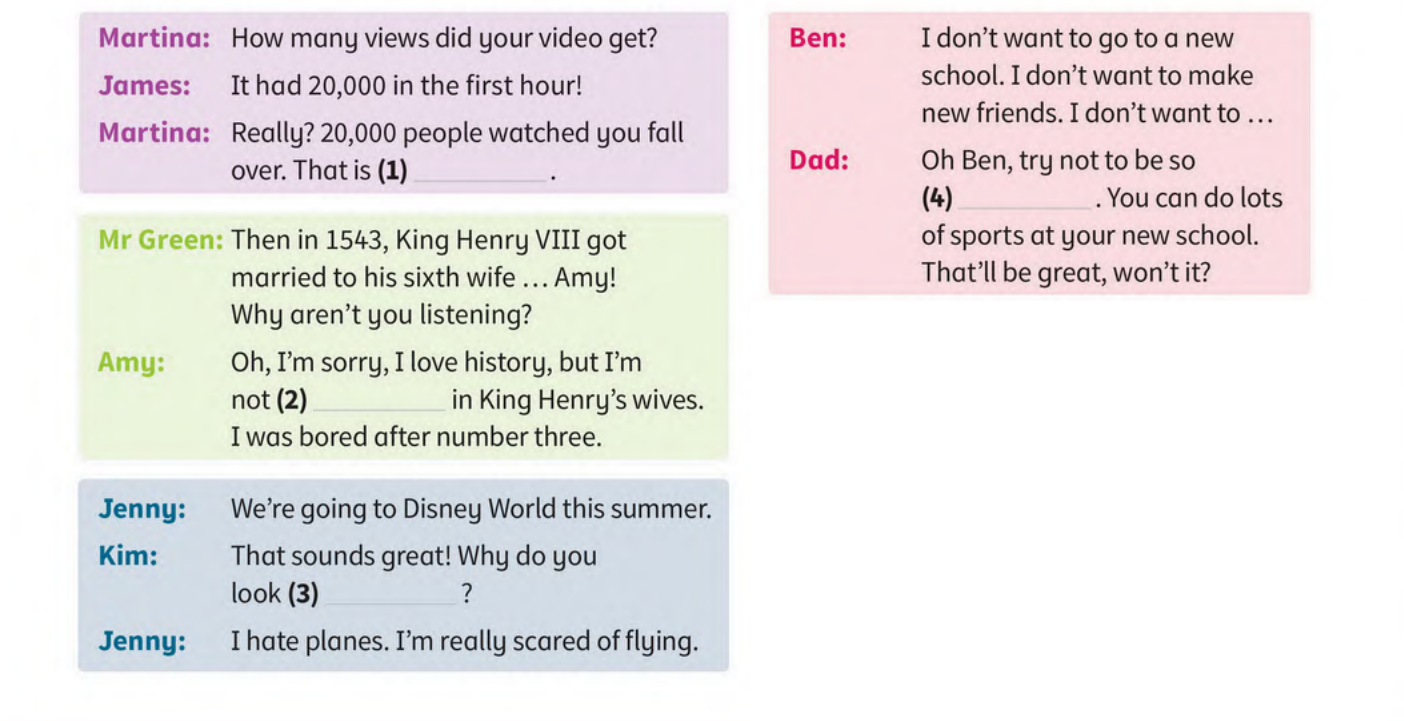 Martina: How many views did your video get?
James: It had 20,000 in the first hour!
Martina: Really? 20,000 people watched you fall
over. That is (1) __________ .
Mr Green: Then in 1543, King Henry VIII got
married to his sixth wife … Amy!
Why aren’t you listening?
Amy: Oh, I’m sorry, I love history, but I’m
not (2) __________ in King Henry’s wives.
I was bored after number three.
Jenny: We’re going to Disney World this summer.
Kim: That sounds great! Why do you
look (3) __________ ?
Jenny: I hate planes. I’m really scared of flying.
Ben: I don’t want to go to a new
school. I don’t want to make
new friends. I don’t want to …
Dad: Oh Ben, try not to be so
(4) __________ . You can do lots
of sports at your new school.
That’ll be great, won’t it?